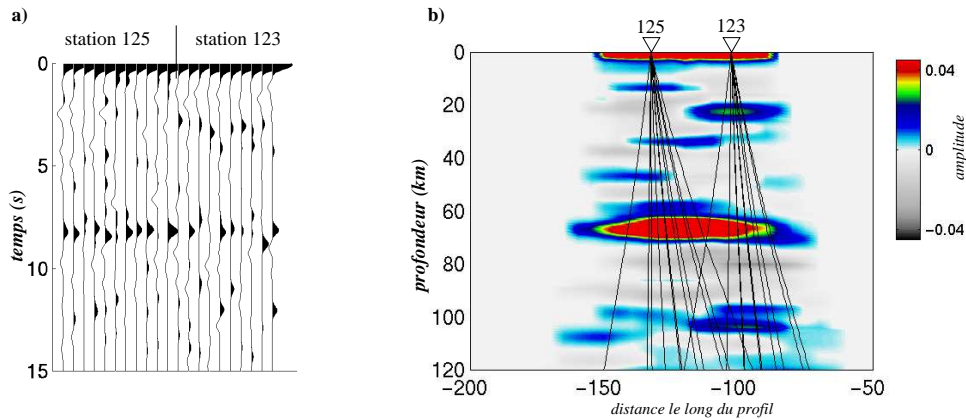 a)
station 125
station 123
0
5
10
15
temps (s)
b)
125
123
0
20
40
60
80
100
120
profondeur (km)
−200
−150
−100
−50
distance le long du profil
0.04
0
−0.04
amplitude